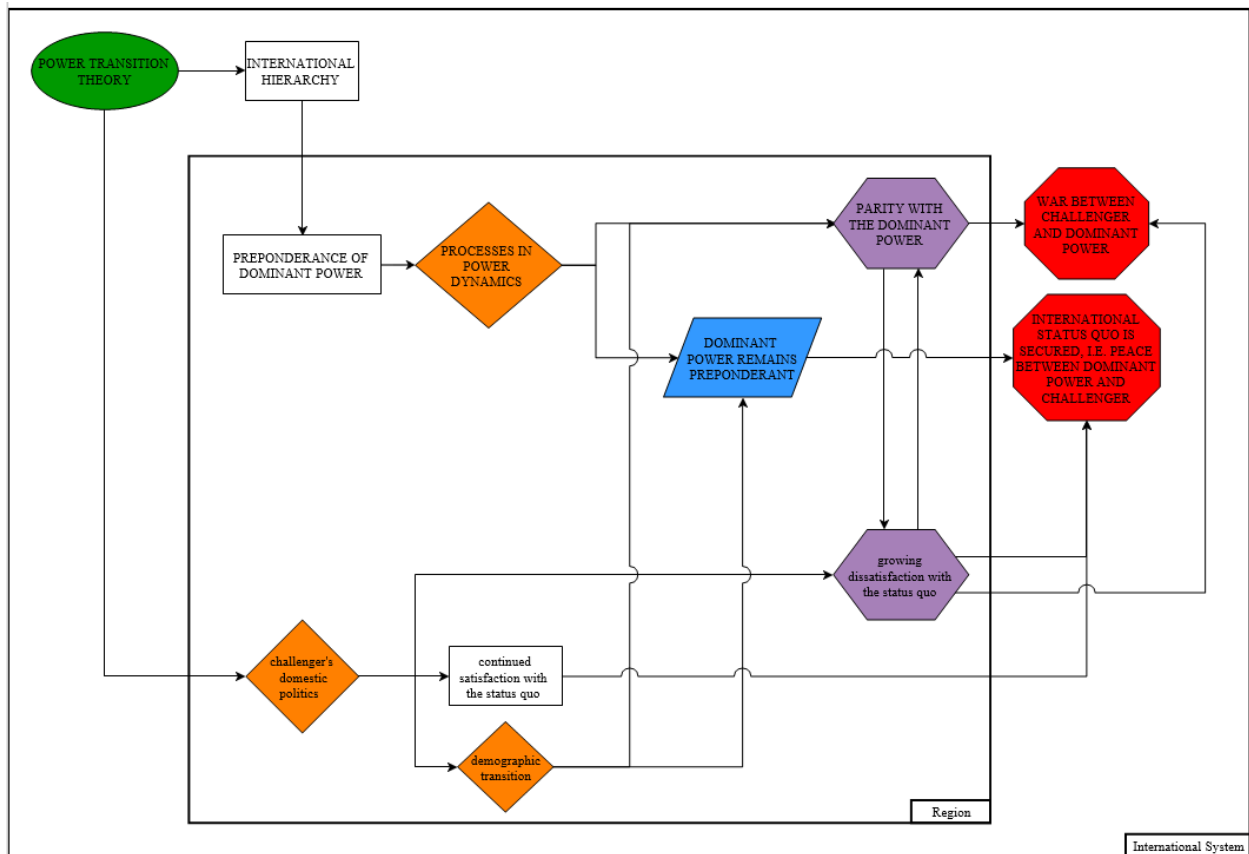 POWER TRANSITION
THEORY
INTERNATIONAL
HIERARCHY
PREPONDERANCE OF
DOMINANT POWER
PROCESSES IN
POWER
DYNAMICS
PARITY WITH
THE DOMINANT
POWER
WAR BETWEEN
CHALLENGER
AND DOMINANT
POWER
DOMINANT
POWER REMAINS
PREPONDERANT
INTERNATIONAL
STATUS QUO IS
SECURED, I.E. PEACE
BETWEEN DOMINANT
POWER AND
CHALLENGER
growing
dissatisfaction with
the status quo
challenger's
domestic
politics
continued
satisfaction with
the status quo
demographic
transition
Region
International System